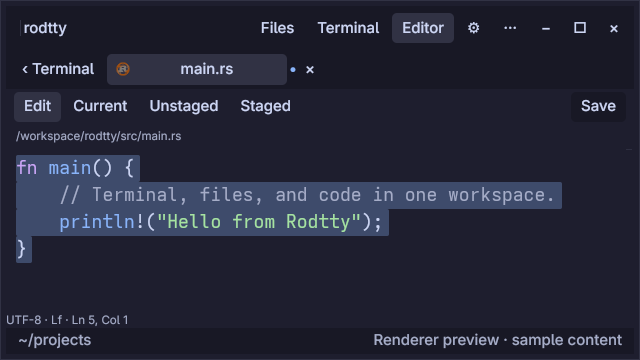 rodtty Files Terminal Editor ⚙ ··· – □ ×
‹ Terminal main.rs • ×
Edit Current Unstaged Staged Save
/workspace/rodtty/src/main.rs
fn main() {
    // Terminal, files, and code in one workspace.
    println!("Hello from Rodtty");
}
UTF-8 · Lf · Ln 5, Col 1
~/projects Renderer preview · sample content